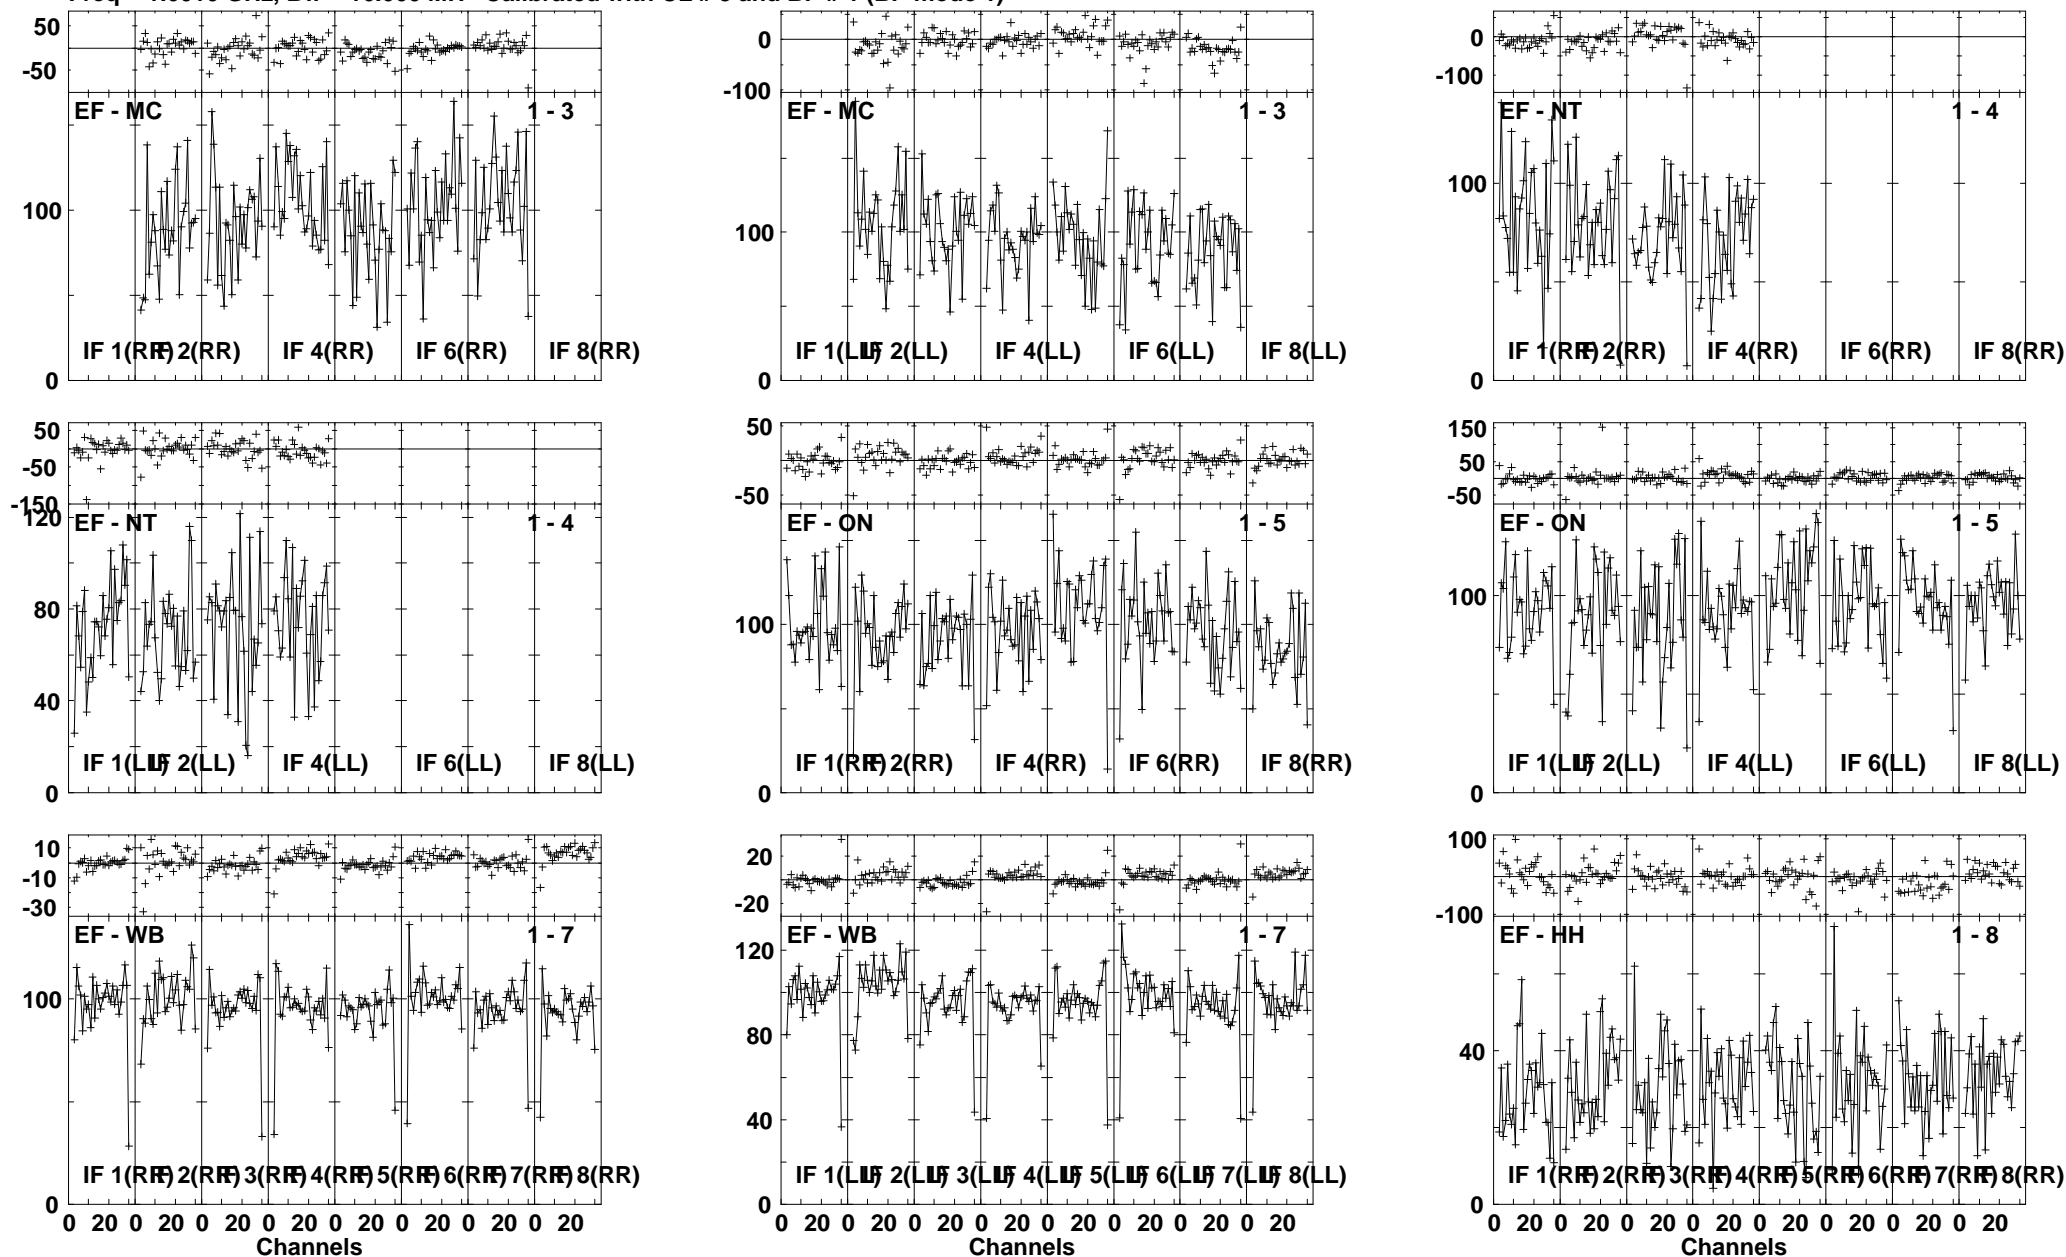 50
-50
EF - MC 1 - 3
100
IF 1(RR) IF 2(RR) IF 4(RR) IF 6(RR) IF 8(RR)
0
0
-100
EF - MC 1 - 3
100
IF 1(LL) IF 2(LL) IF 4(LL) IF 6(LL) IF 8(LL)
0
0
-100
EF - NT 1 - 4
100
IF 1(RR) IF 2(RR) IF 4(RR) IF 6(RR) IF 8(RR)
0
50
-50
-150
120
EF - NT 1 - 4
80
40
IF 1(LL) IF 2(LL) IF 4(LL) IF 6(LL) IF 8(LL)
0
50
-50
EF - ON 1 - 5
100
IF 1(RR) IF 2(RR) IF 4(RR) IF 6(RR) IF 8(RR)
0
150
50
-50
EF - ON 1 - 5
100
IF 1(LL) IF 2(LL) IF 4(LL) IF 6(LL) IF 8(LL)
0
10
-10
-30
EF - WB 1 - 7
100
IF 1(RR) IF 2(RR) IF 3(RR) IF 4(RR) IF 5(RR) IF 6(RR) IF 7(RR) IF 8(RR)
0
0 20 0 20 0 20 0 20 0 20 0 20 0 20 0 20
Channels
20
-20
EF - WB 1 - 7
120
80
40
IF 1(LL) IF 2(LL) IF 3(LL) IF 4(LL) IF 5(LL) IF 6(LL) IF 7(LL) IF 8(LL)
0
0 20 0 20 0 20 0 20 0 20 0 20 0 20 0 20
Channels
100
-100
EF - HH 1 - 8
40
IF 1(RR) IF 2(RR) IF 3(RR) IF 4(RR) IF 5(RR) IF 6(RR) IF 7(RR) IF 8(RR)
0
0 20 0 20 0 20 0 20 0 20 0 20 0 20 0 20
Channels